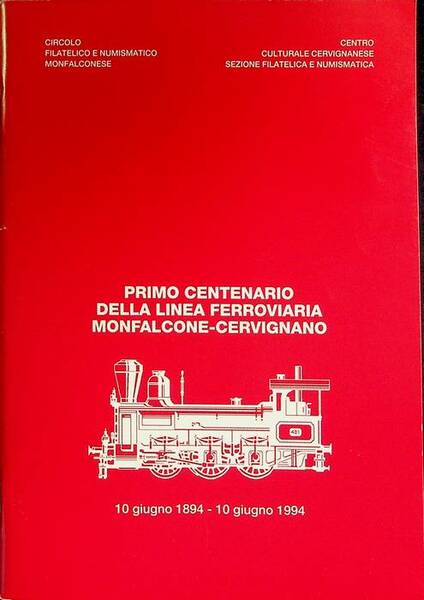 CIRCOLO
FILATELICO E NUMISMATICO
MONFALCONESE
CENTRO
CULTURALE CERVIGNANESE
SEZIONE FILATELICA E NUMISMATICA
PRIMO CENTENARIO
DELLA LINEA FERROVIARIA
MONFALCONE-CERVIGNANO
481
10 giugno 1894 - 10 giugno 1994